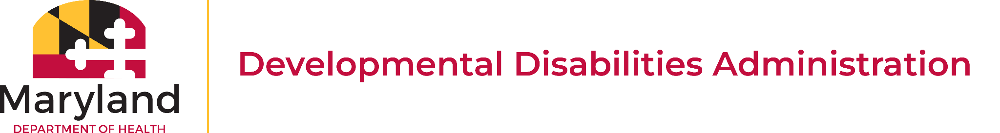 Maryland
DEPARTMENT OF HEALTH
Developmental Disabilities Administration